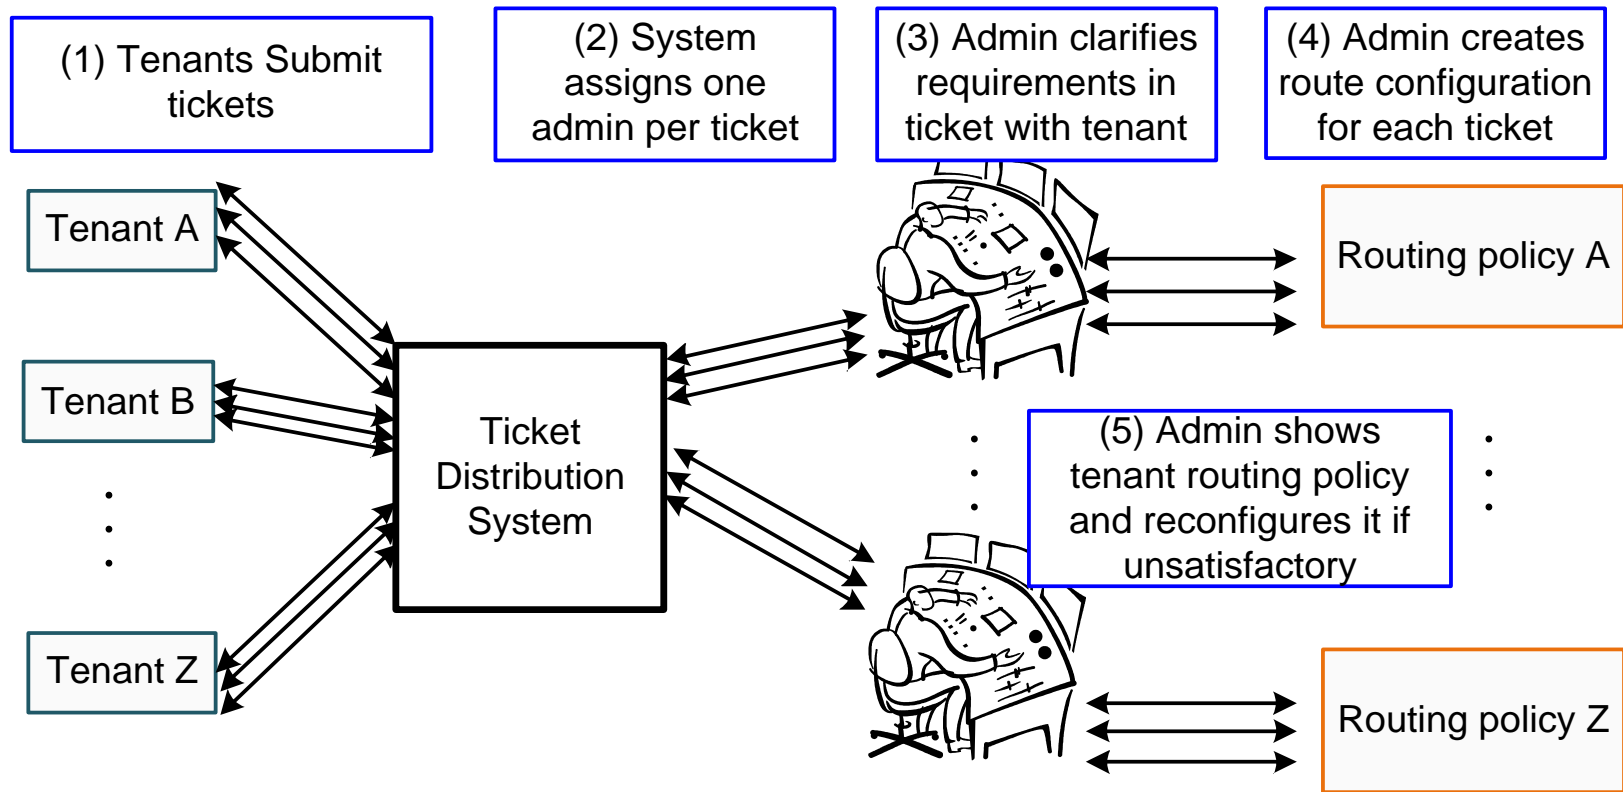 (1) Tenants Submit
tickets
(2) System
assigns one
admin per ticket
(3) Admin clarifies
requirements in
ticket with tenant
(4) Admin creates
route configuration
for each ticket
Tenant A
Routing policy A
Tenant B
Ticket
Distribution
System
(5) Admin shows
tenant routing policy
and reconfigures it if
unsatisfactory
Tenant Z
Routing policy Z